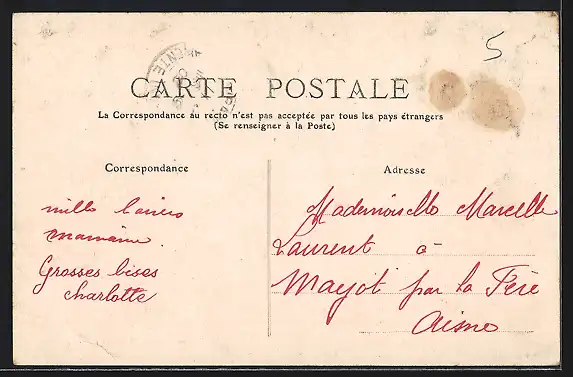 5
CARTE POSTALE
La Correspondance au recto n'est pas acceptée par tous les pays étrangers
(Se renseigner à la Poste)
Correspondance
Adresse
mille baisers
marraine.
Grosses bises
charlotte
Mademoiselle Marcelle
Laurent à
Mayot par la Fère
Aisne